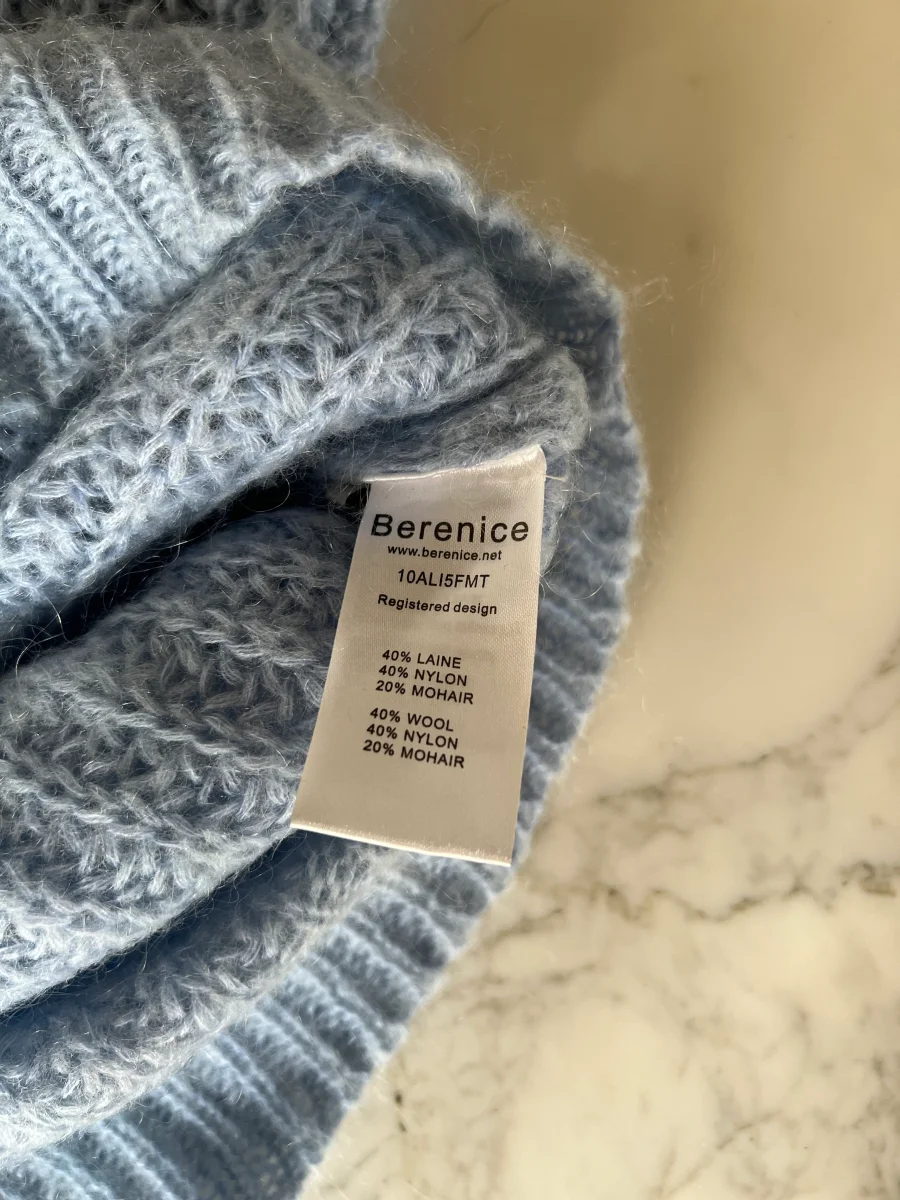 Berenice
www.berenice.net
10ALI5FMT
Registered design
40% LAINE
40% NYLON
20% MOHAIR
40% WOOL
40% NYLON
20% MOHAIR